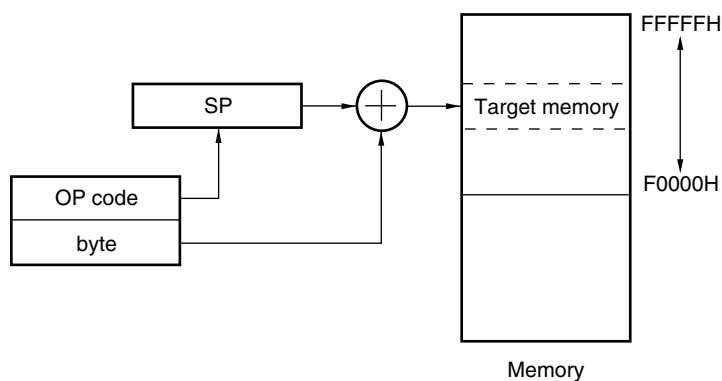 FFFFFH
SP
Target memory
F0000H
OP code
byte
Memory